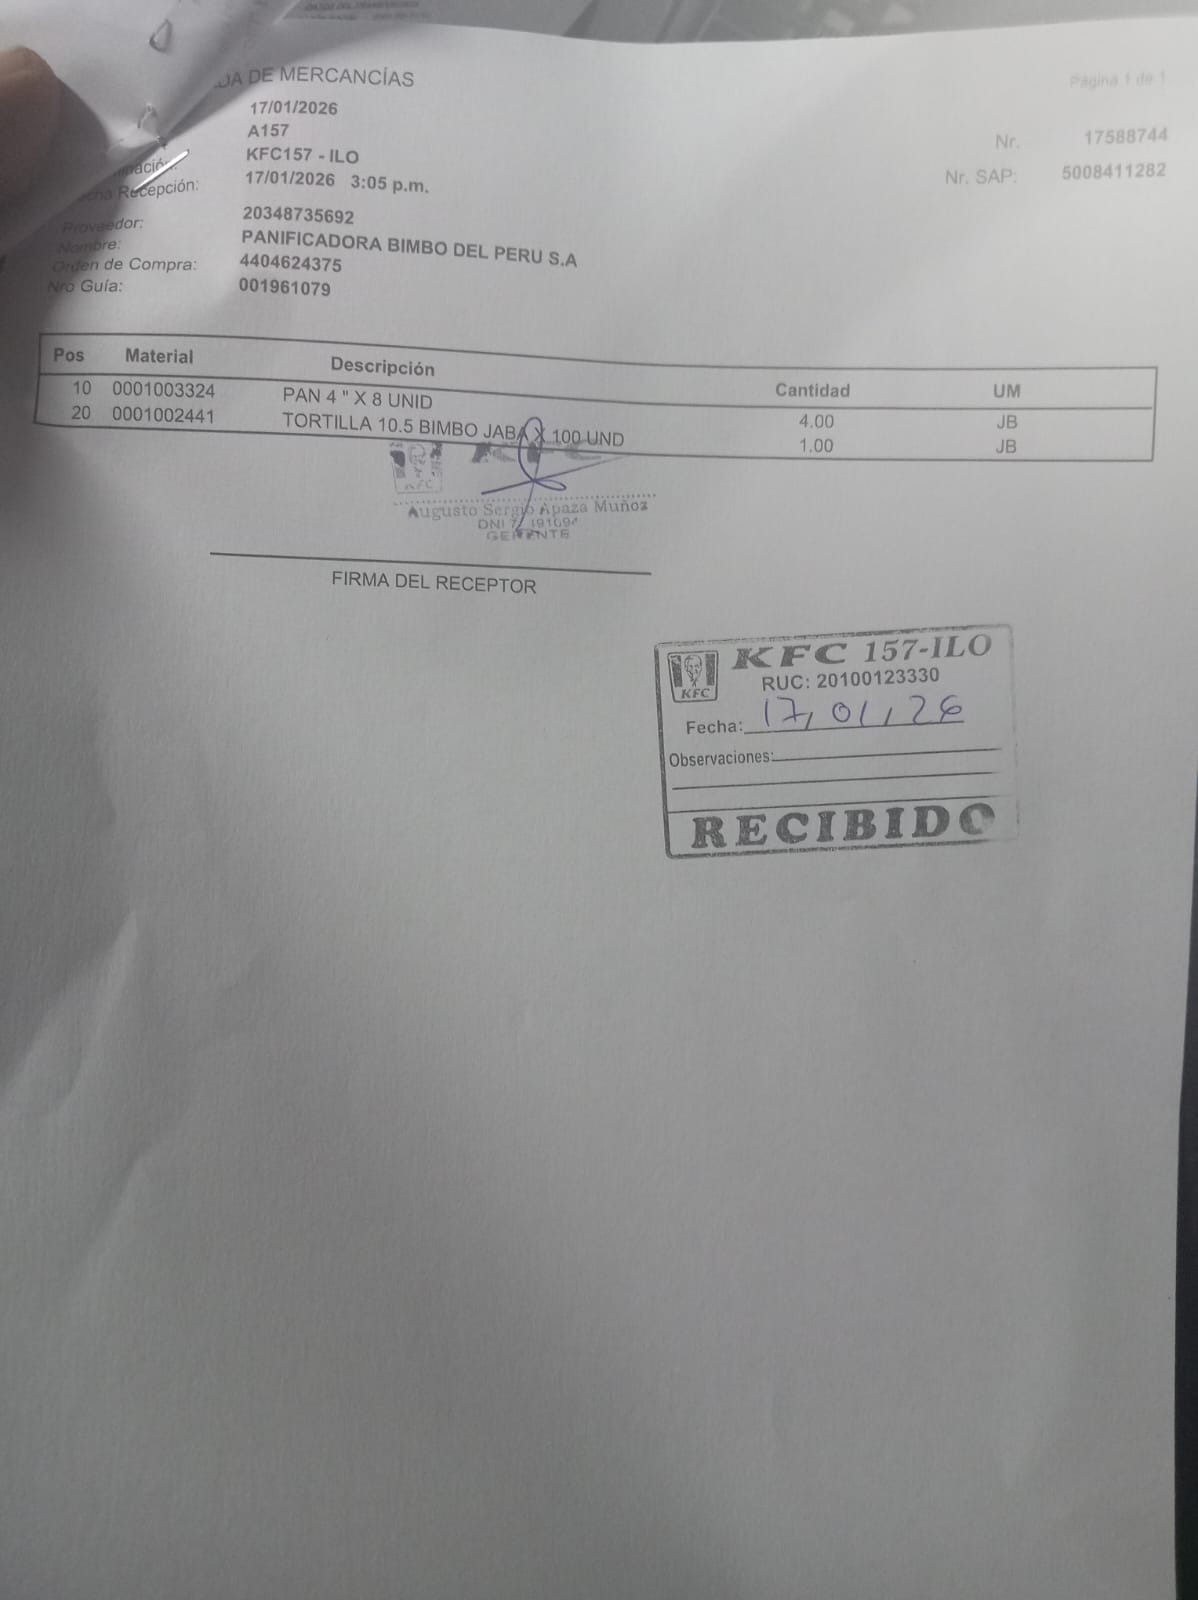 DE MERCANCÍAS
Página 1 de 1
17/01/2026
A157
Nr. 17588744
KFC157 - ILO
Recepción: 17/01/2026 3:05 p.m.
Nr. SAP: 5008411282
Proveedor: 20348735692
Nombre: PANIFICADORA BIMBO DEL PERU S.A
Orden de Compra: 4404624375
Nro Guía: 001961079
Pos Material Descripción Cantidad UM
10 0001003324 PAN 4 " X 8 UNID 4.00 JB
20 0001002441 TORTILLA 10.5 BIMBO JABA X 100 UND 1.00 JB
KFC
KFC
Augusto Sergio Apaza Muñoz
DNI
GERENTE
FIRMA DEL RECEPTOR
KFC 157-ILO
KFC
RUC: 20100123330
Fecha: 17/01/26
Observaciones:
RECIBIDO